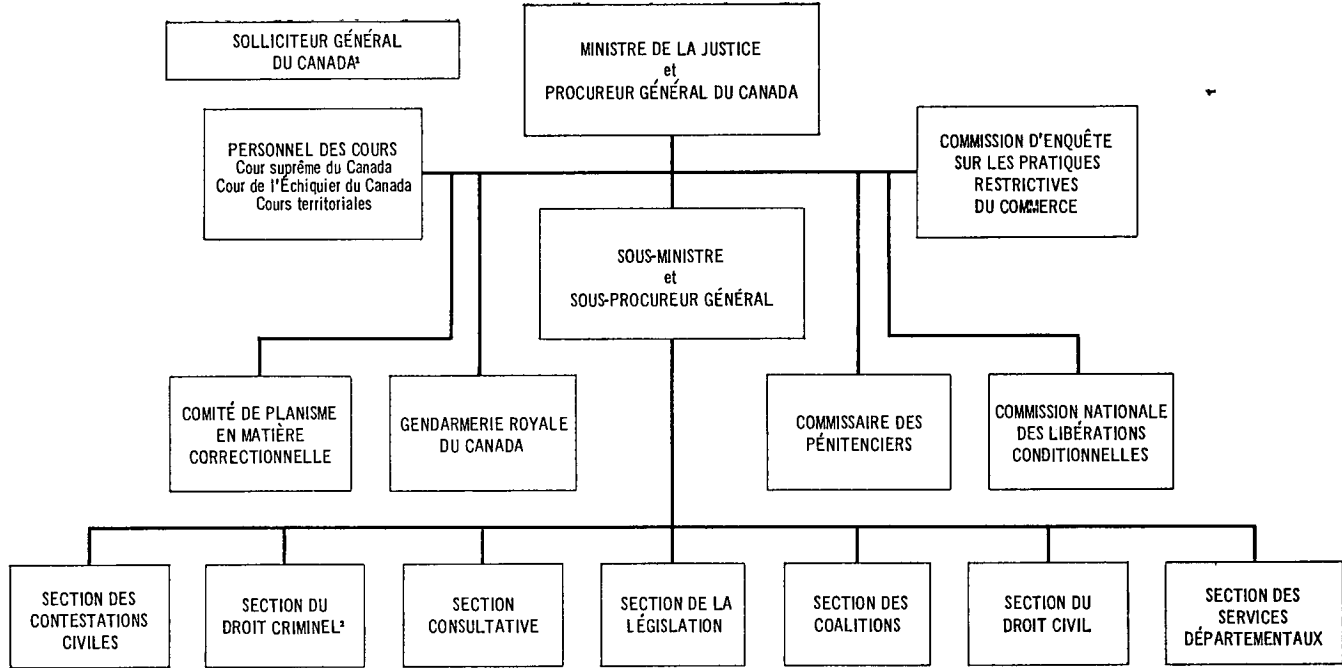 SOLLICITEUR GÉNÉRAL
DU CANADA¹
MINISTRE DE LA JUSTICE
et
PROCUREUR GÉNÉRAL DU CANADA
PERSONNEL DES COURS
Cour suprême du Canada
Cour de l'Échiquier du Canada
Cours territoriales
COMMISSION D'ENQUÊTE
SUR LES PRATIQUES
RESTRICTIVES
DU COMMERCE
SOUS-MINISTRE
et
SOUS-PROCUREUR GÉNÉRAL
COMITÉ DE PLANISME
EN MATIÈRE
CORRECTIONNELLE
GENDARMERIE ROYALE
DU CANADA
COMMISSAIRE DES
PÉNITENCIERS
COMMISSION NATIONALE
DES LIBÉRATIONS
CONDITIONNELLES
SECTION DES
CONTESTATIONS
CIVILES
SECTION DU
DROIT CRIMINEL²
SECTION
CONSULTATIVE
SECTION DE LA
LÉGISLATION
SECTION DES
COALITIONS
SECTION DU
DROIT CIVIL
SECTION DES
SERVICES
DÉPARTEMENTAUX